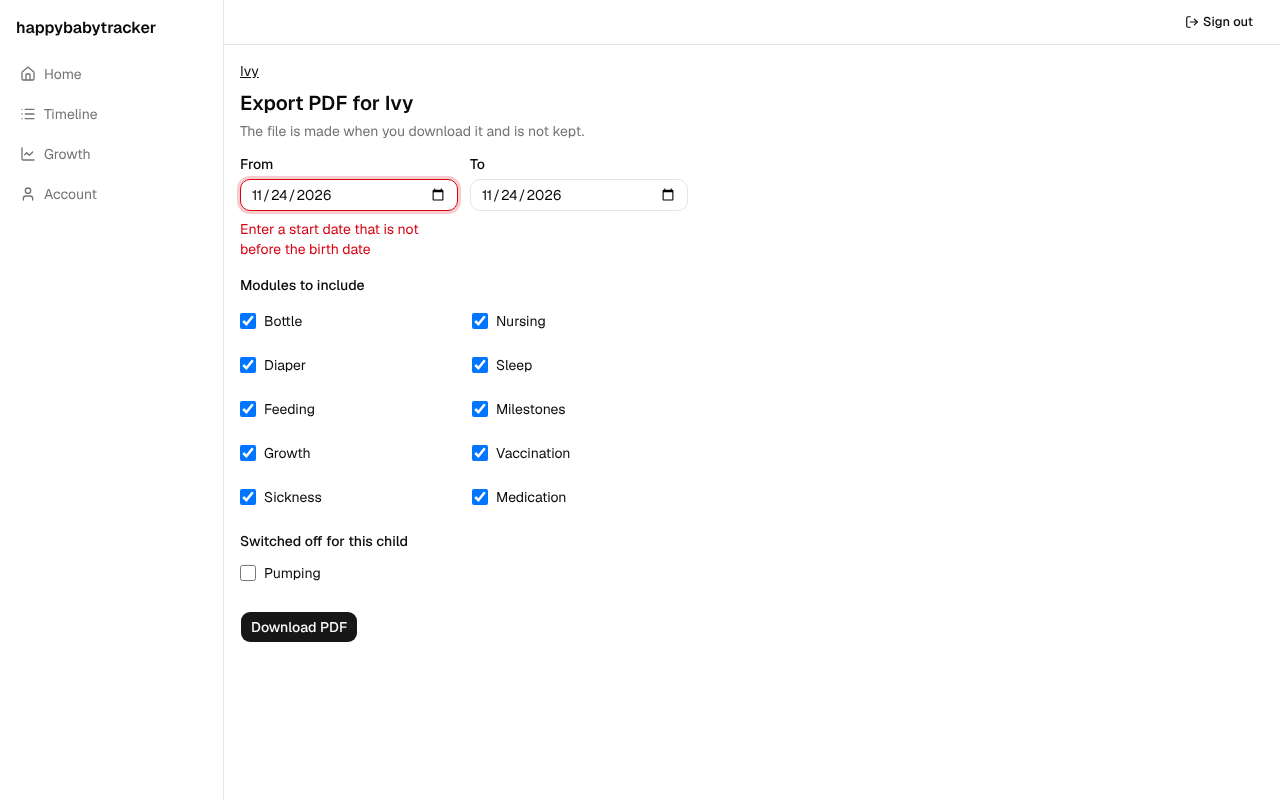 happybabytracker
Sign out
Home
Timeline
Growth
Account
Ivy
Export PDF for Ivy
The file is made when you download it and is not kept.
From
To
11/24/2026
11/24/2026
Enter a start date that is not
before the birth date
Modules to include
Bottle
Nursing
Diaper
Sleep
Feeding
Milestones
Growth
Vaccination
Sickness
Medication
Switched off for this child
Pumping
Download PDF